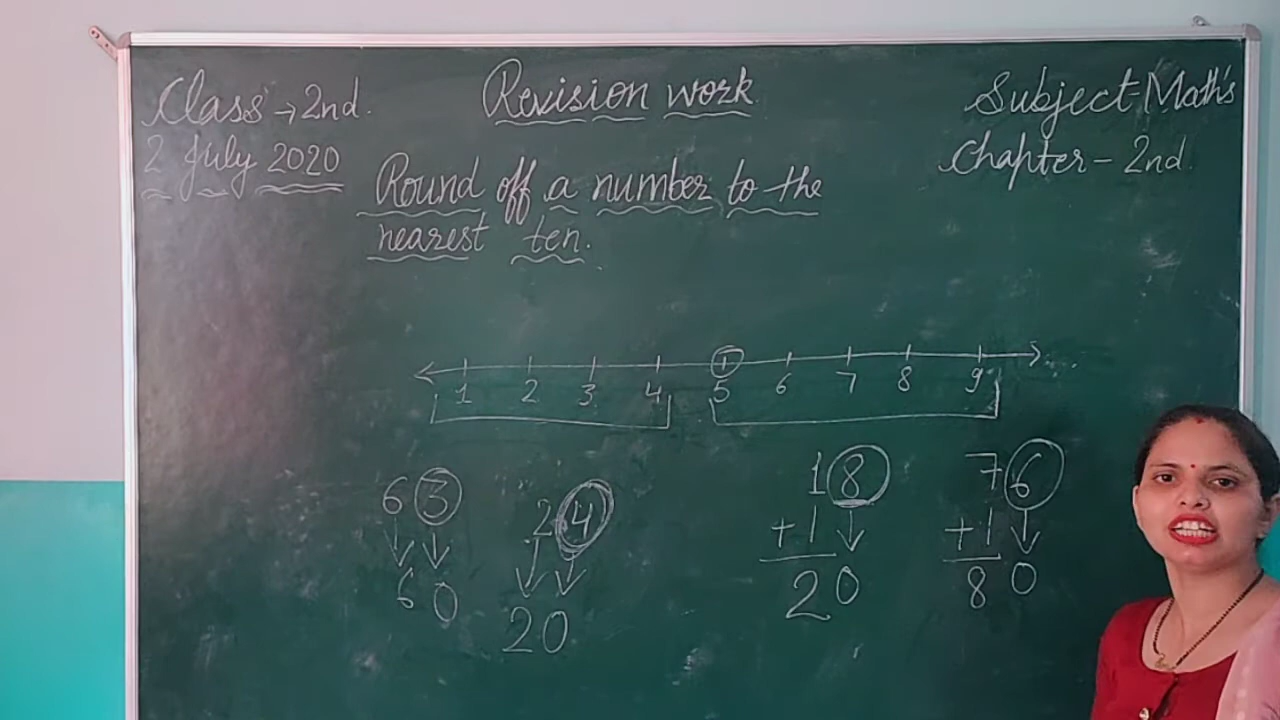 Class → 2nd.
Revision work
Subject-Math's
2 July 2020
Chapter - 2nd
Round off a number to the
nearest ten.
1 2 3 4 5 6 7 8 9 ....
63 24 18 76
+1 +1
60 20 20 80